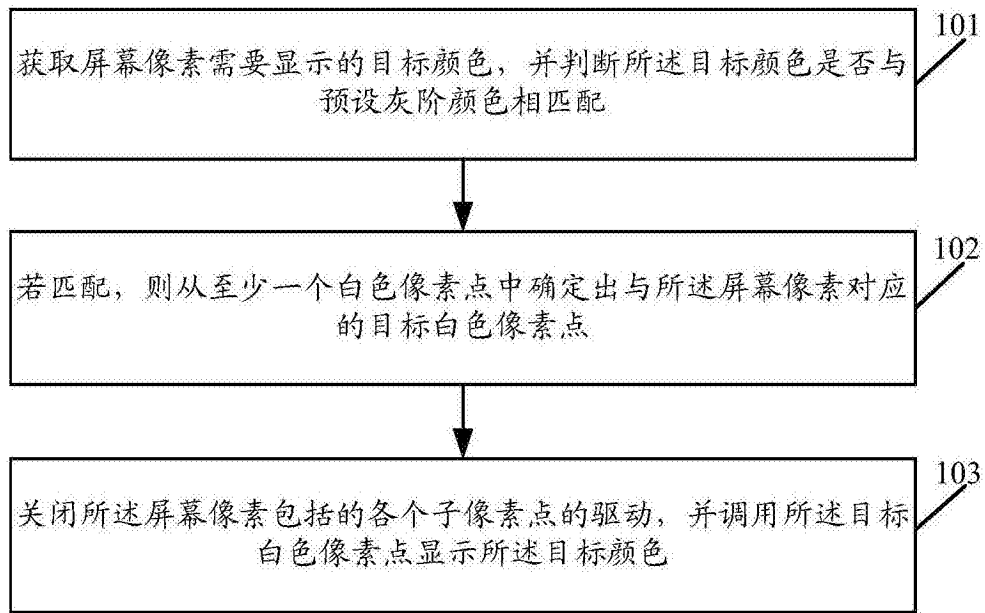 101
获取屏幕像素需要显示的目标颜色，并判断所述目标颜色是否与
预设灰阶颜色相匹配
102
若匹配，则从至少一个白色像素点中确定出与所述屏幕像素对应
的目标白色像素点
103
关闭所述屏幕像素包括的各个子像素点的驱动，并调用所述目标
白色像素点显示所述目标颜色